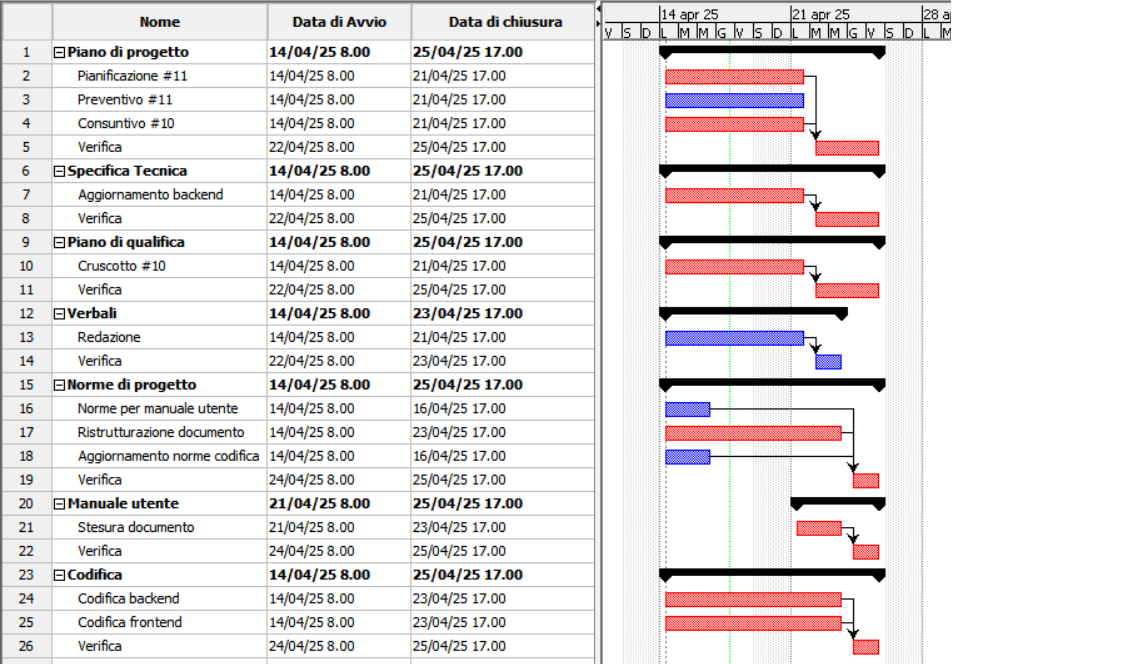 Nome Data di Avvio Data di chiusura
14 apr 25 21 apr 25 28 a
V S D L M M G V S D L M M G V S D L M
1 Piano di progetto 14/04/25 8.00 25/04/25 17.00
2 Pianificazione #11 14/04/25 8.00 21/04/25 17.00
3 Preventivo #11 14/04/25 8.00 21/04/25 17.00
4 Consuntivo #10 14/04/25 8.00 21/04/25 17.00
5 Verifica 22/04/25 8.00 25/04/25 17.00
6 Specifica Tecnica 14/04/25 8.00 25/04/25 17.00
7 Aggiornamento backend 14/04/25 8.00 21/04/25 17.00
8 Verifica 22/04/25 8.00 25/04/25 17.00
9 Piano di qualifica 14/04/25 8.00 25/04/25 17.00
10 Cruscotto #10 14/04/25 8.00 21/04/25 17.00
11 Verifica 22/04/25 8.00 25/04/25 17.00
12 Verbali 14/04/25 8.00 23/04/25 17.00
13 Redazione 14/04/25 8.00 21/04/25 17.00
14 Verifica 22/04/25 8.00 23/04/25 17.00
15 Norme di progetto 14/04/25 8.00 25/04/25 17.00
16 Norme per manuale utente 14/04/25 8.00 16/04/25 17.00
17 Ristrutturazione documento 14/04/25 8.00 23/04/25 17.00
18 Aggiornamento norme codifica 14/04/25 8.00 16/04/25 17.00
19 Verifica 24/04/25 8.00 25/04/25 17.00
20 Manuale utente 21/04/25 8.00 25/04/25 17.00
21 Stesura documento 21/04/25 8.00 23/04/25 17.00
22 Verifica 24/04/25 8.00 25/04/25 17.00
23 Codifica 14/04/25 8.00 25/04/25 17.00
24 Codifica backend 14/04/25 8.00 23/04/25 17.00
25 Codifica frontend 14/04/25 8.00 23/04/25 17.00
26 Verifica 24/04/25 8.00 25/04/25 17.00